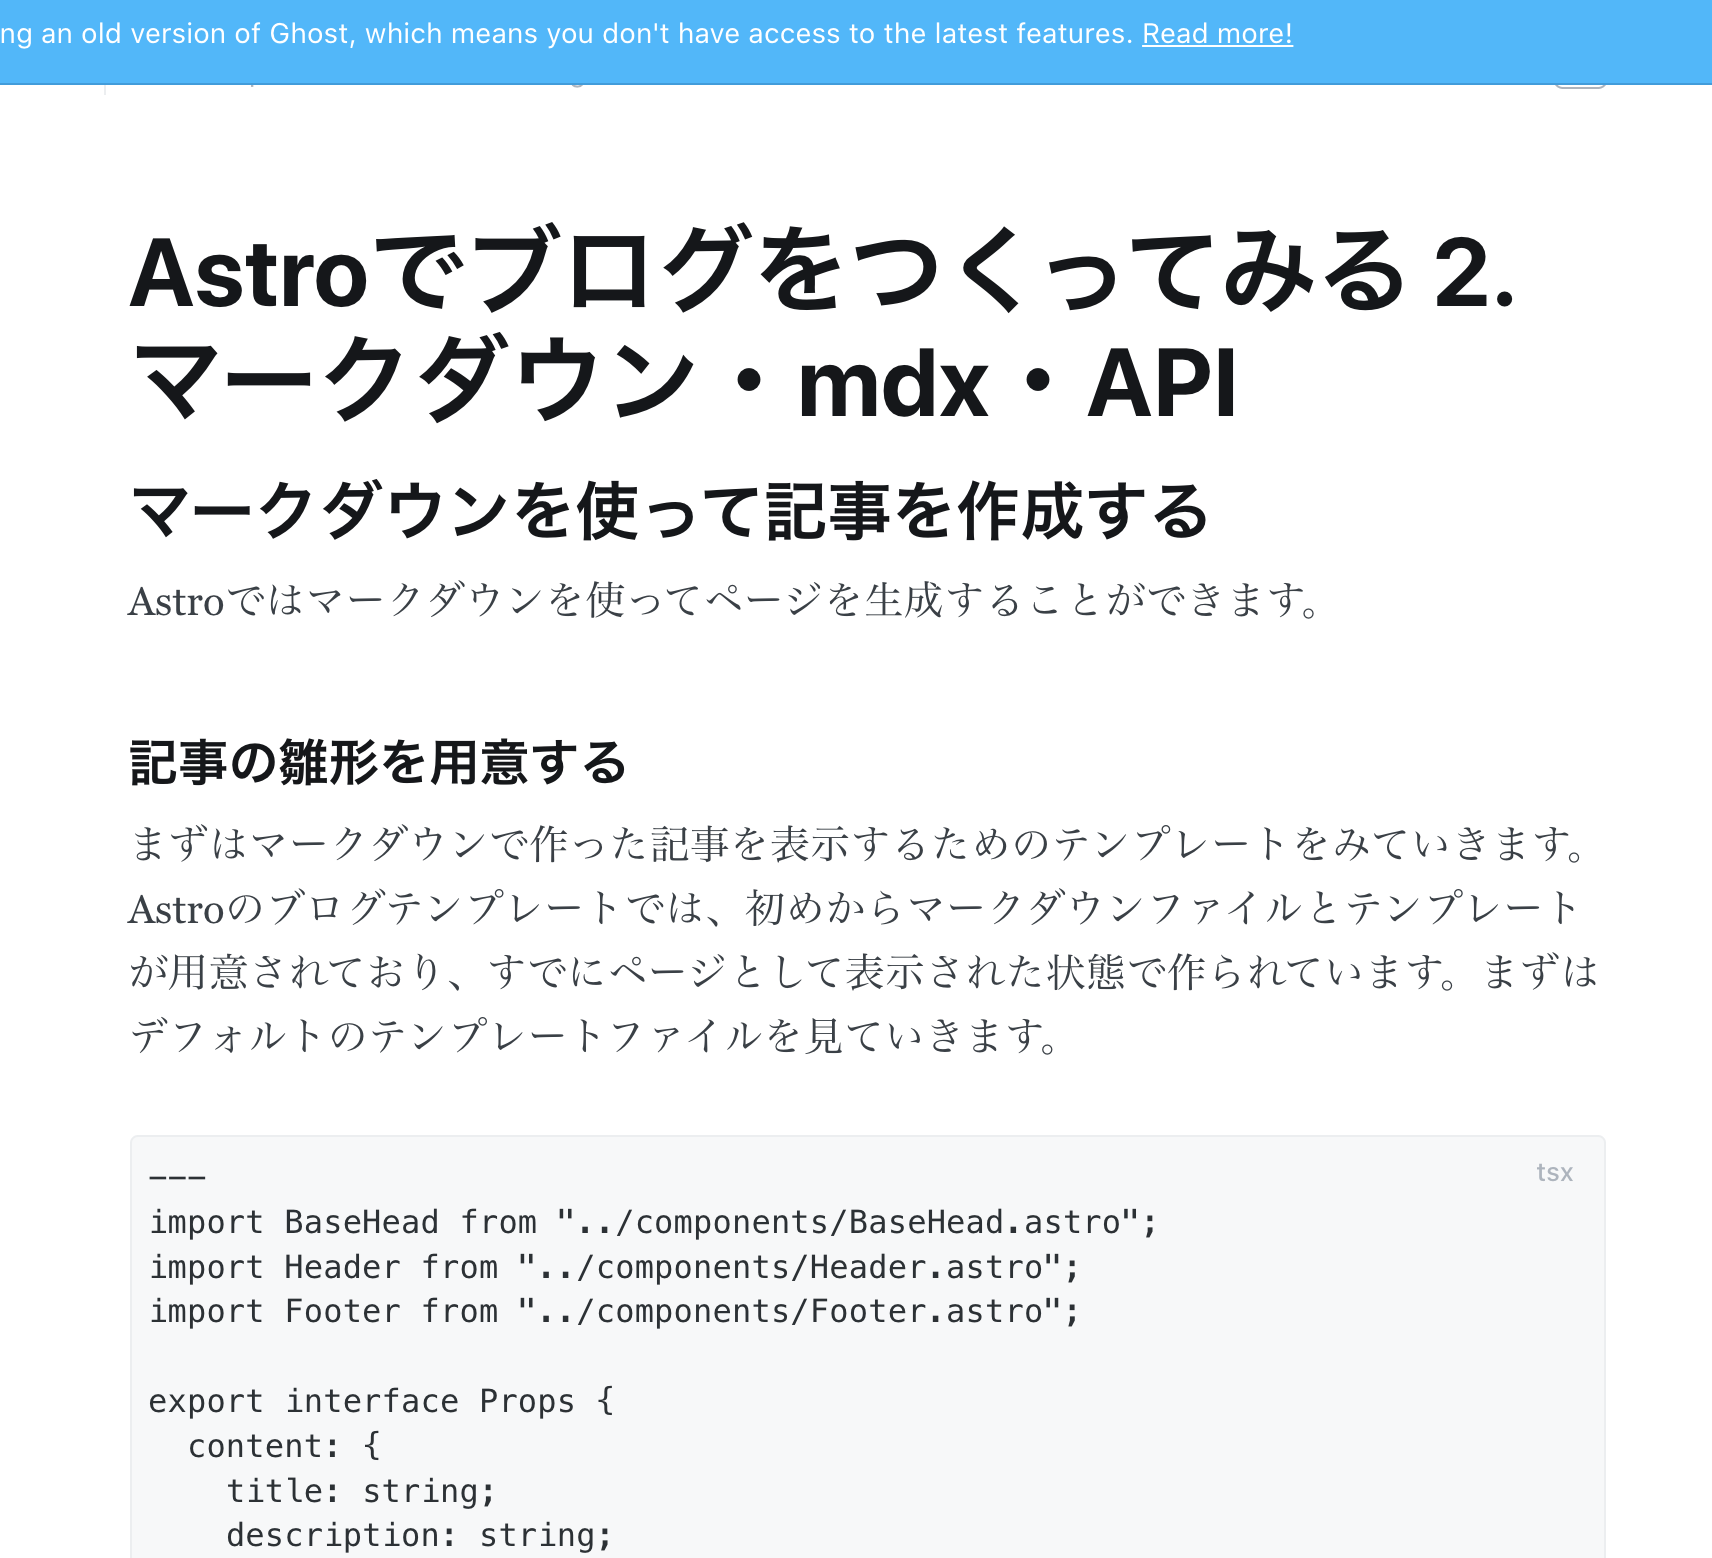 ng an old version of Ghost, which means you don't have access to the latest features. Read more!
Astroでブログをつくってみる 2.
マークダウン・mdx・API
マークダウンを使って記事を作成する
Astroではマークダウンを使ってページを生成することができます。
記事の雛形を用意する
まずはマークダウンで作った記事を表示するためのテンプレートをみていきます。
Astroのブログテンプレートでは、初めからマークダウンファイルとテンプレート
が用意されており、すでにページとして表示された状態で作られています。まずは
デフォルトのテンプレートファイルを見ていきます。
tsx
---
import BaseHead from "../components/BaseHead.astro";
import Header from "../components/Header.astro";
import Footer from "../components/Footer.astro";
export interface Props {
content: {
title: string;
description: string;